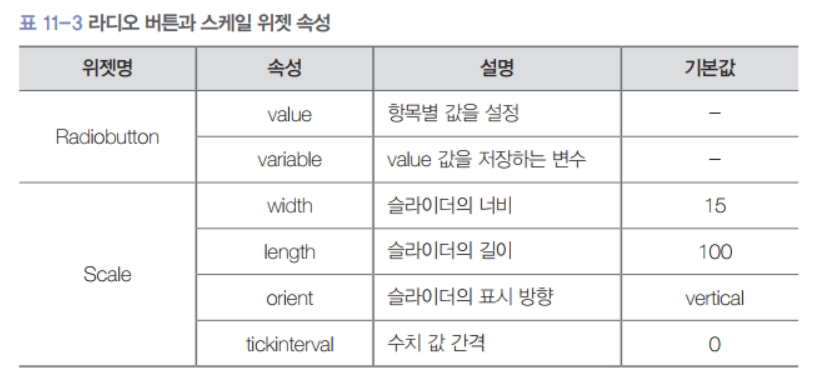 표 11-3 라디오 버튼과 스케일 위젯 속성
위젯명 속성 설명 기본값
Radiobutton value 항목별 값을 설정 –
variable value 값을 저장하는 변수 –
Scale width 슬라이더의 너비 15
length 슬라이더의 길이 100
orient 슬라이더의 표시 방향 vertical
tickinterval 수치 값 간격 0